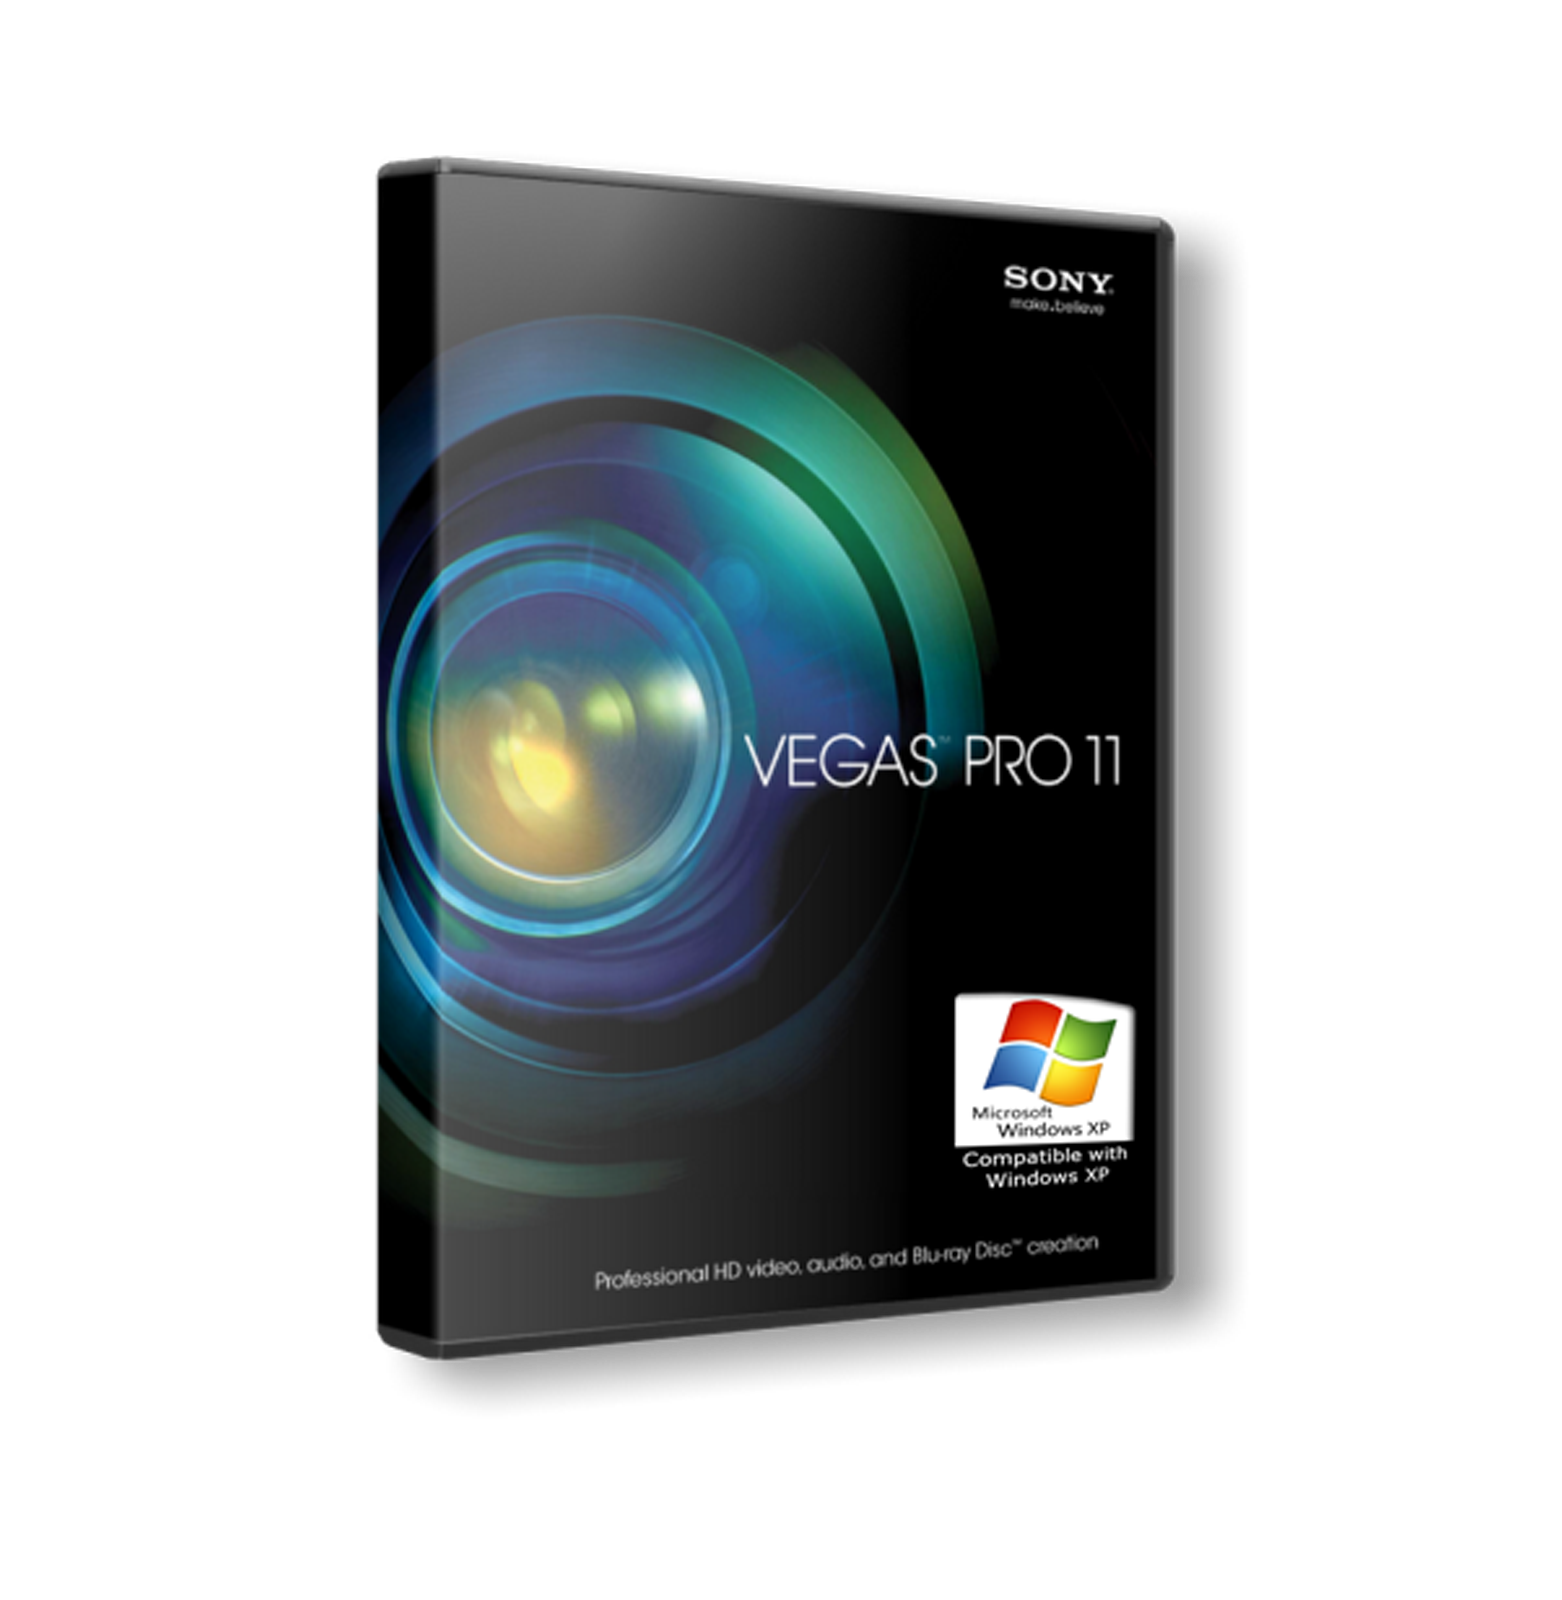 SONY
make.believe
VEGAS™ PRO 11
Microsoft
Windows XP
Compatible with
Windows XP
Professional HD video, audio, and Blu-ray Disc™ creation